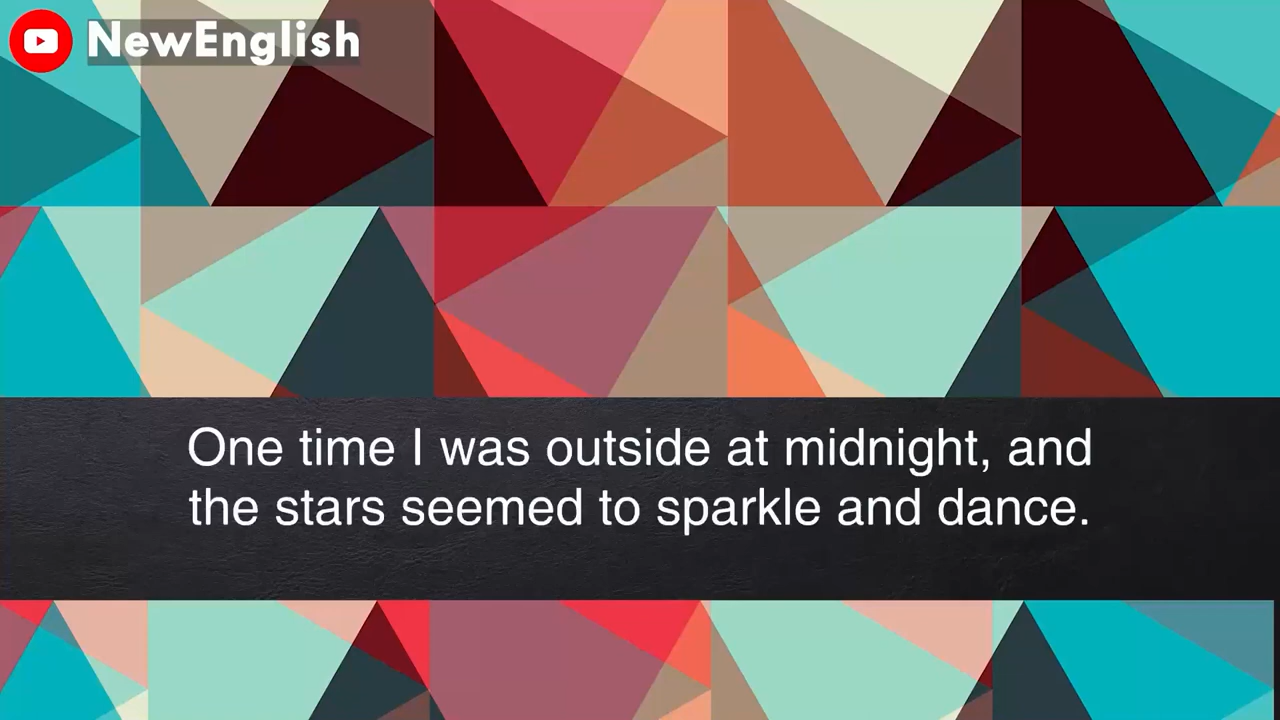 NewEnglish
One time I was outside at midnight, and
the stars seemed to sparkle and dance.